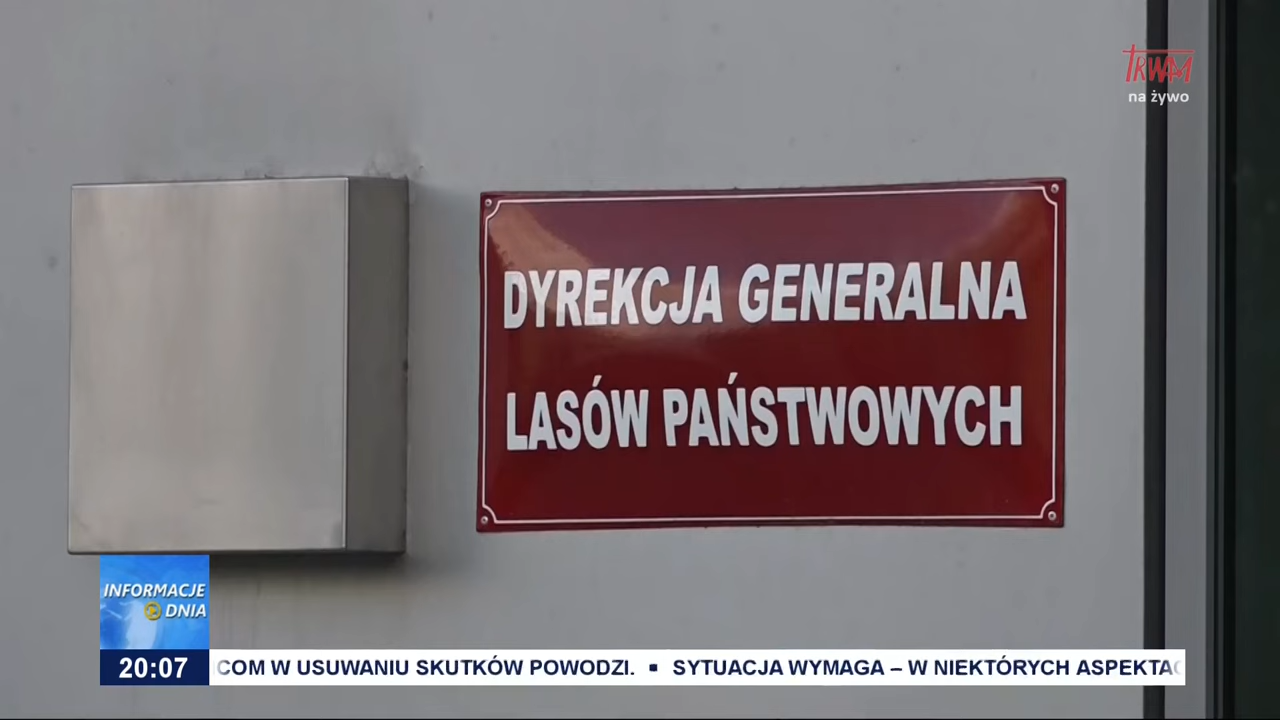 TRWAM
na żywo
DYREKCJA GENERALNA
LASÓW PAŃSTWOWYCH
INFORMACJE
DNIA
20:07 COM W USUWANIU SKUTKÓW POWODZI. ▪ SYTUACJA WYMAGA – W NIEKTÓRYCH